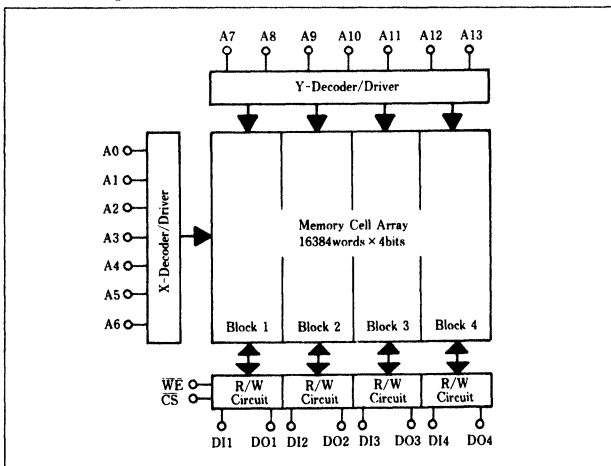 A7 A8 A9 A10 A11 A12 A13
Y-Decoder/Driver
A0
A1
A2
A3
A4
A5
A6
X-Decoder/Driver
Memory Cell Array
16384words × 4bits
Block 1 Block 2 Block 3 Block 4
W̅E̅
C̅S̅
R/W Circuit
R/W Circuit
R/W Circuit
R/W Circuit
DI1 DO1 DI2 DO2 DI3 DO3 DI4 DO4